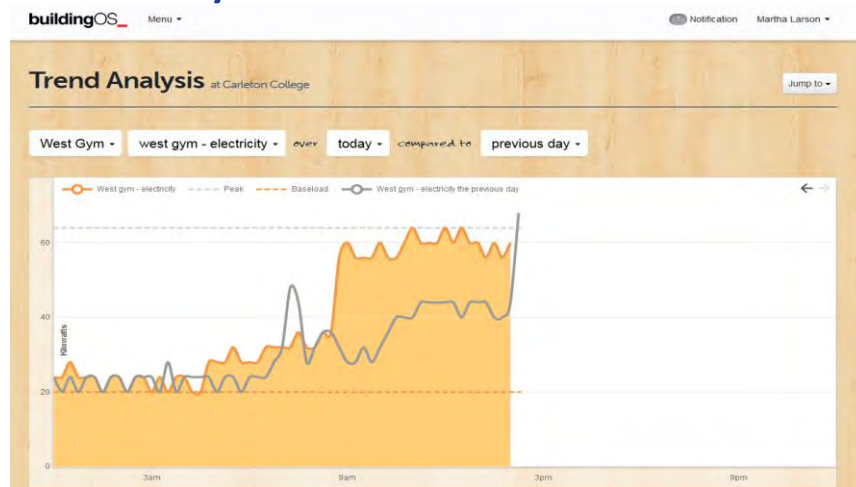 buildingOS_ Menu Notification Martha Larson
Trend Analysis at Carleton College Jump to
West Gym west gym - electricity over today compared to previous day
West gym - electricity Peak Baseload West gym - electricity the previous day
60
40
Kilowatts
20
0
3am 9am 3pm 9pm